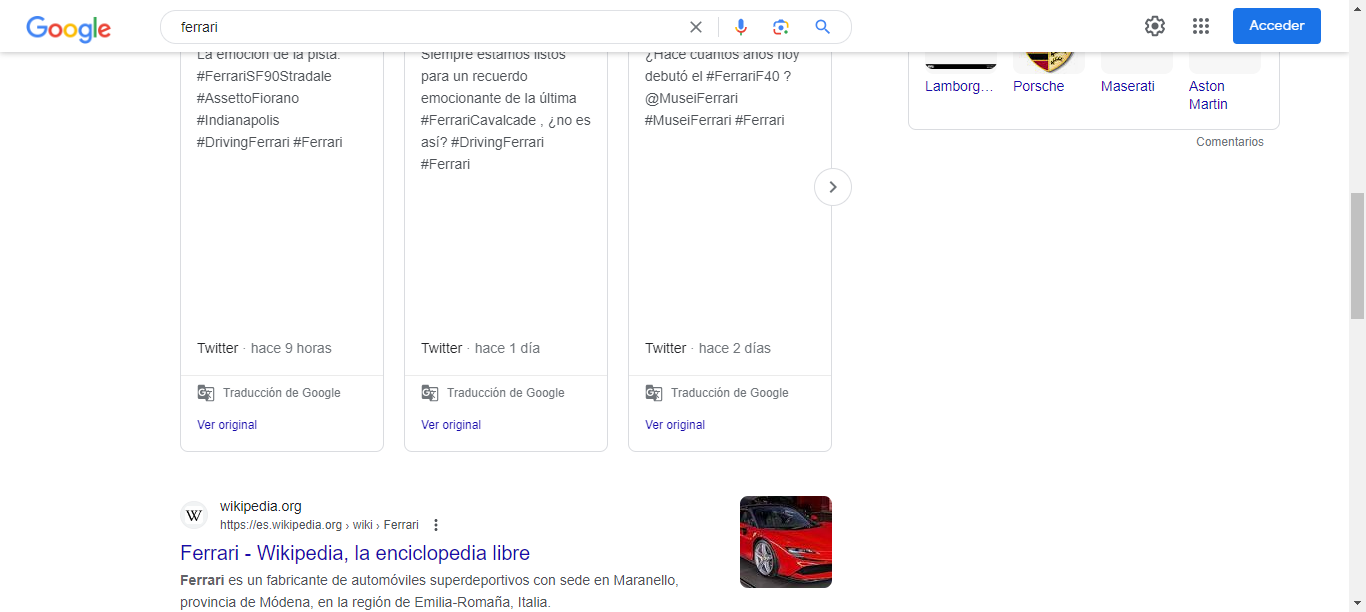 Google
ferrari
Acceder
La emoción de la pista.
#FerrariSF90Stradale
#AssettoFiorano
#Indianapolis
#DrivingFerrari #Ferrari
Twitter · hace 9 horas
Traducción de Google
Ver original
Siempre estamos listos
para un recuerdo
emocionante de la última
#FerrariCavalcade , ¿no es
así? #DrivingFerrari
#Ferrari
Twitter · hace 1 día
Traducción de Google
Ver original
¿Hace cuántos años hoy
debutó el #FerrariF40 ?
@MuseiFerrari
#MuseiFerrari #Ferrari
Twitter · hace 2 días
Traducción de Google
Ver original
Lamborg...
Porsche
Maserati
Aston
Martin
Comentarios
W
wikipedia.org
https://es.wikipedia.org › wiki › Ferrari
Ferrari - Wikipedia, la enciclopedia libre
Ferrari es un fabricante de automóviles superdeportivos con sede en Maranello,
provincia de Módena, en la región de Emilia-Romaña, Italia.